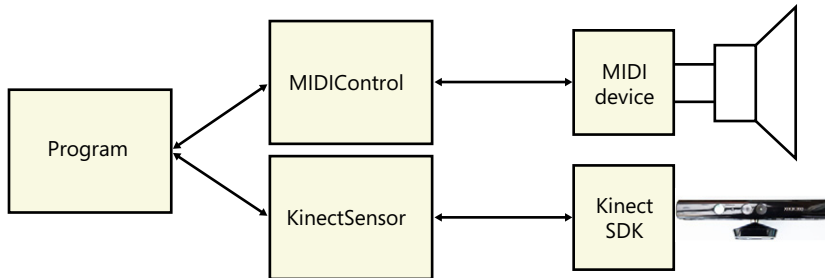 MIDIControl
MIDI
device
Program
KinectSensor
Kinect
SDK